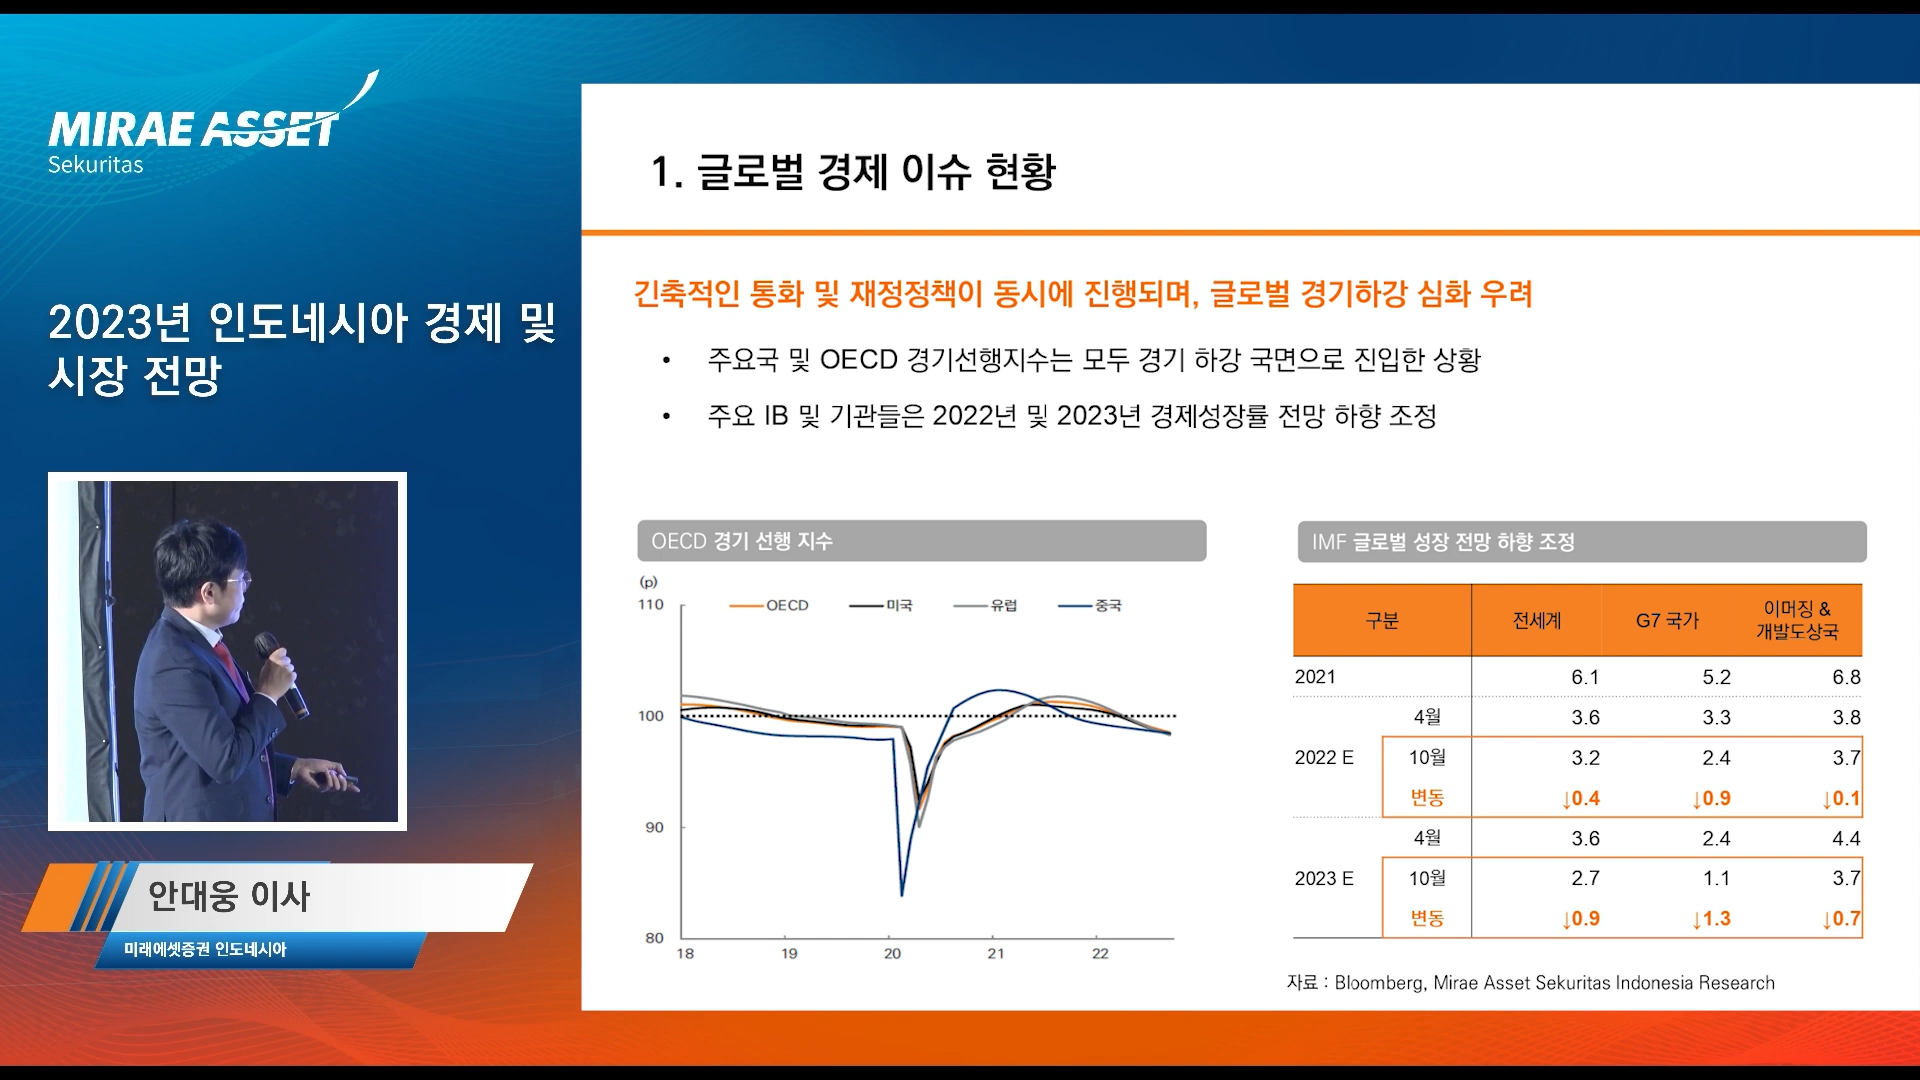 MIRAE ASSET
Sekuritas
2023년 인도네시아 경제 및
시장 전망
안대웅 이사
미래에셋증권 인도네시아
1. 글로벌 경제 이슈 현황
긴축적인 통화 및 재정정책이 동시에 진행되며, 글로벌 경기하강 심화 우려
• 주요국 및 OECD 경기선행지수는 모두 경기 하강 국면으로 진입한 상황
• 주요 IB 및 기관들은 2022년 및 2023년 경제성장률 전망 하향 조정
OECD 경기 선행 지수
(p)
110
OECD 미국 유럽 중국
100
90
80
18 19 20 21 22
IMF 글로벌 성장 전망 하향 조정
구분 전세계 G7 국가 이머징 &
개발도상국
2021 6.1 5.2 6.8
4월 3.6 3.3 3.8
2022 E 10월 3.2 2.4 3.7
변동 ↓0.4 ↓0.9 ↓0.1
4월 3.6 2.4 4.4
2023 E 10월 2.7 1.1 3.7
변동 ↓0.9 ↓1.3 ↓0.7
자료 : Bloomberg, Mirae Asset Sekuritas Indonesia Research